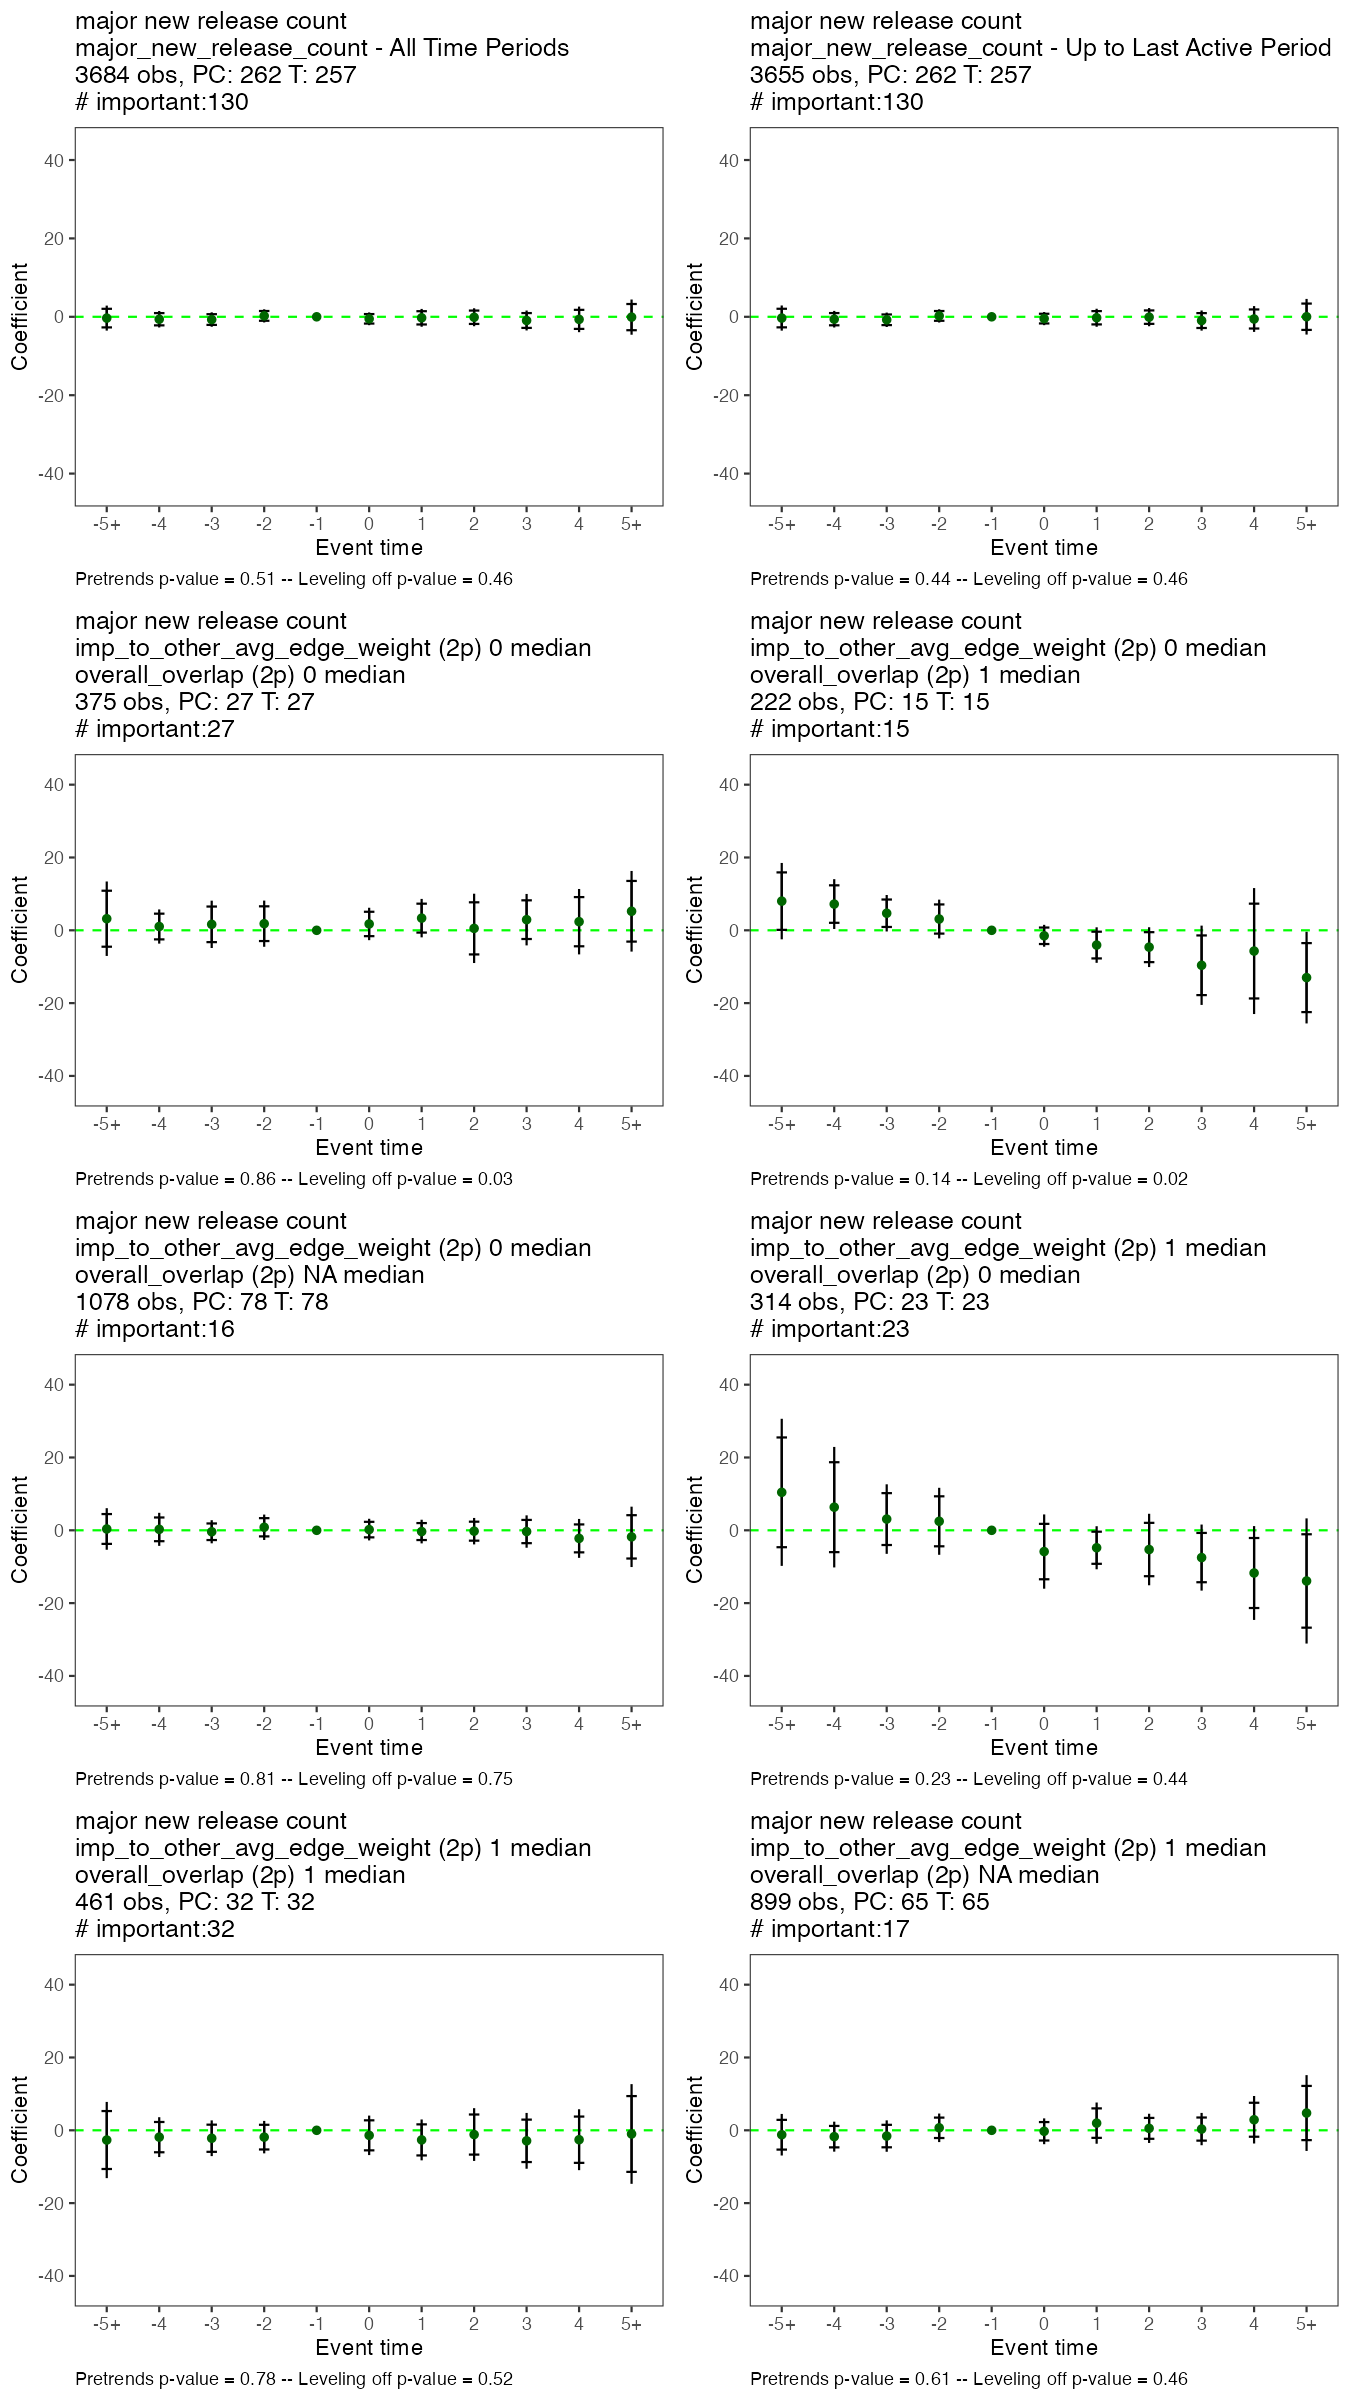 major new release count
major_new_release_count - All Time Periods
3684 obs, PC: 262 T: 257
# important:130
40
20
0
-20
-40
Coefficient
-5+ -4 -3 -2 -1 0 1 2 3 4 5+
Event time
Pretrends p-value = 0.51 -- Leveling off p-value = 0.46
major new release count
major_new_release_count - Up to Last Active Period
3655 obs, PC: 262 T: 257
# important:130
40
20
0
-20
-40
Coefficient
-5+ -4 -3 -2 -1 0 1 2 3 4 5+
Event time
Pretrends p-value = 0.44 -- Leveling off p-value = 0.46
major new release count
imp_to_other_avg_edge_weight (2p) 0 median
overall_overlap (2p) 0 median
375 obs, PC: 27 T: 27
# important:27
40
20
0
-20
-40
Coefficient
-5+ -4 -3 -2 -1 0 1 2 3 4 5+
Event time
Pretrends p-value = 0.86 -- Leveling off p-value = 0.03
major new release count
imp_to_other_avg_edge_weight (2p) 0 median
overall_overlap (2p) 1 median
222 obs, PC: 15 T: 15
# important:15
40
20
0
-20
-40
Coefficient
-5+ -4 -3 -2 -1 0 1 2 3 4 5+
Event time
Pretrends p-value = 0.14 -- Leveling off p-value = 0.02
major new release count
imp_to_other_avg_edge_weight (2p) 0 median
overall_overlap (2p) NA median
1078 obs, PC: 78 T: 78
# important:16
40
20
0
-20
-40
Coefficient
-5+ -4 -3 -2 -1 0 1 2 3 4 5+
Event time
Pretrends p-value = 0.81 -- Leveling off p-value = 0.75
major new release count
imp_to_other_avg_edge_weight (2p) 1 median
overall_overlap (2p) 0 median
314 obs, PC: 23 T: 23
# important:23
40
20
0
-20
-40
Coefficient
-5+ -4 -3 -2 -1 0 1 2 3 4 5+
Event time
Pretrends p-value = 0.23 -- Leveling off p-value = 0.44
major new release count
imp_to_other_avg_edge_weight (2p) 1 median
overall_overlap (2p) 1 median
461 obs, PC: 32 T: 32
# important:32
40
20
0
-20
-40
Coefficient
-5+ -4 -3 -2 -1 0 1 2 3 4 5+
Event time
Pretrends p-value = 0.78 -- Leveling off p-value = 0.52
major new release count
imp_to_other_avg_edge_weight (2p) 1 median
overall_overlap (2p) NA median
899 obs, PC: 65 T: 65
# important:17
40
20
0
-20
-40
Coefficient
-5+ -4 -3 -2 -1 0 1 2 3 4 5+
Event time
Pretrends p-value = 0.61 -- Leveling off p-value = 0.46